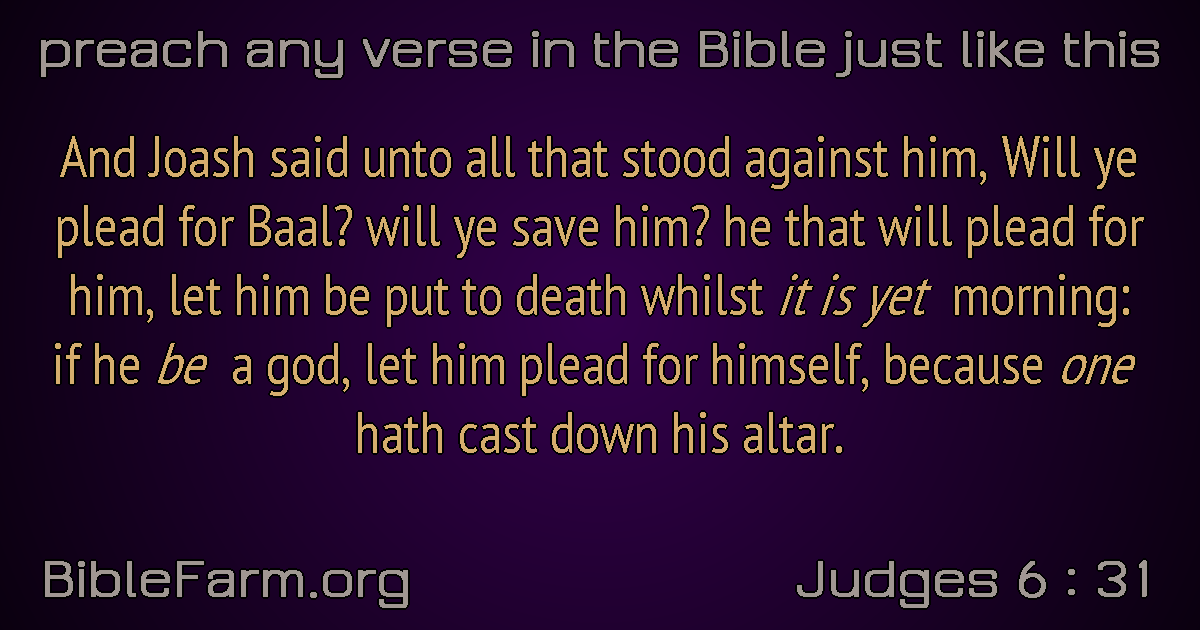 preach any verse in the Bible just like this
And Joash said unto all that stood against him, Will ye
plead for Baal? will ye save him? he that will plead for
him, let him be put to death whilst it is yet morning:
if he be a god, let him plead for himself, because one
hath cast down his altar.
BibleFarm.org
Judges 6 : 31